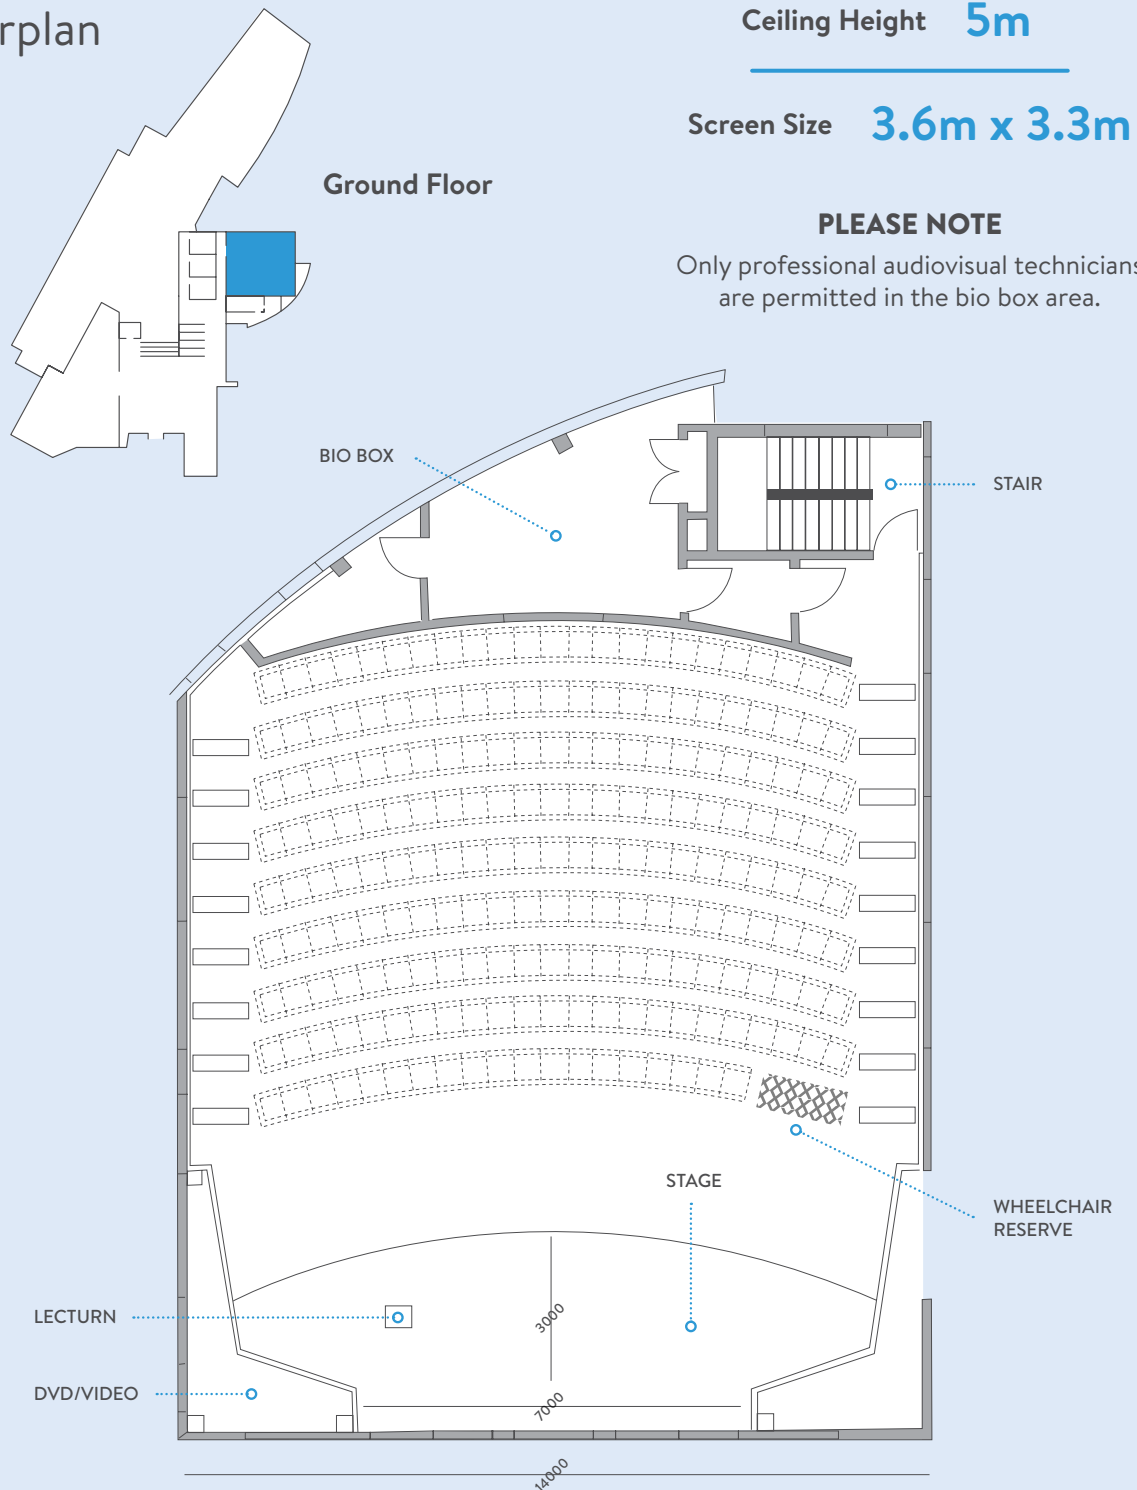 rplan
Ceiling Height 5m
Screen Size 3.6m x 3.3m
Ground Floor
PLEASE NOTE
Only professional audiovisual technicians
are permitted in the bio box area.
BIO BOX
STAIR
STAGE
WHEELCHAIR
RESERVE
LECTURN
3000
DVD/VIDEO
7000
14000